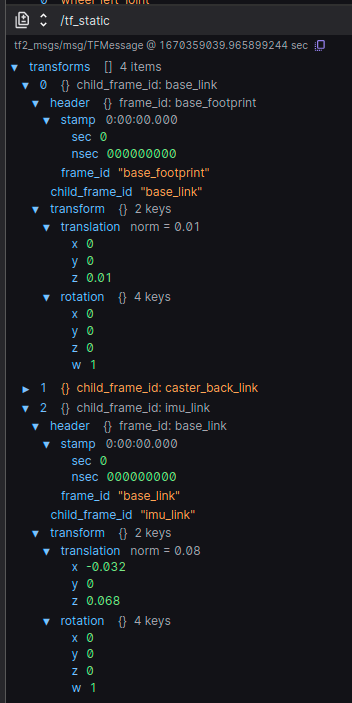 0 wheel_left_joint
/tf_static
tf2_msgs/msg/TFMessage @ 1670359039.965899244 sec
transforms [] 4 items
0 {} child_frame_id: base_link
header {} frame_id: base_footprint
stamp 0:00:00.000
sec 0
nsec 000000000
frame_id "base_footprint"
child_frame_id "base_link"
transform {} 2 keys
translation norm = 0.01
x 0
y 0
z 0.01
rotation {} 4 keys
x 0
y 0
z 0
w 1
1 {} child_frame_id: caster_back_link
2 {} child_frame_id: imu_link
header {} frame_id: base_link
stamp 0:00:00.000
sec 0
nsec 000000000
frame_id "base_link"
child_frame_id "imu_link"
transform {} 2 keys
translation norm = 0.08
x -0.032
y 0
z 0.068
rotation {} 4 keys
x 0
y 0
z 0
w 1